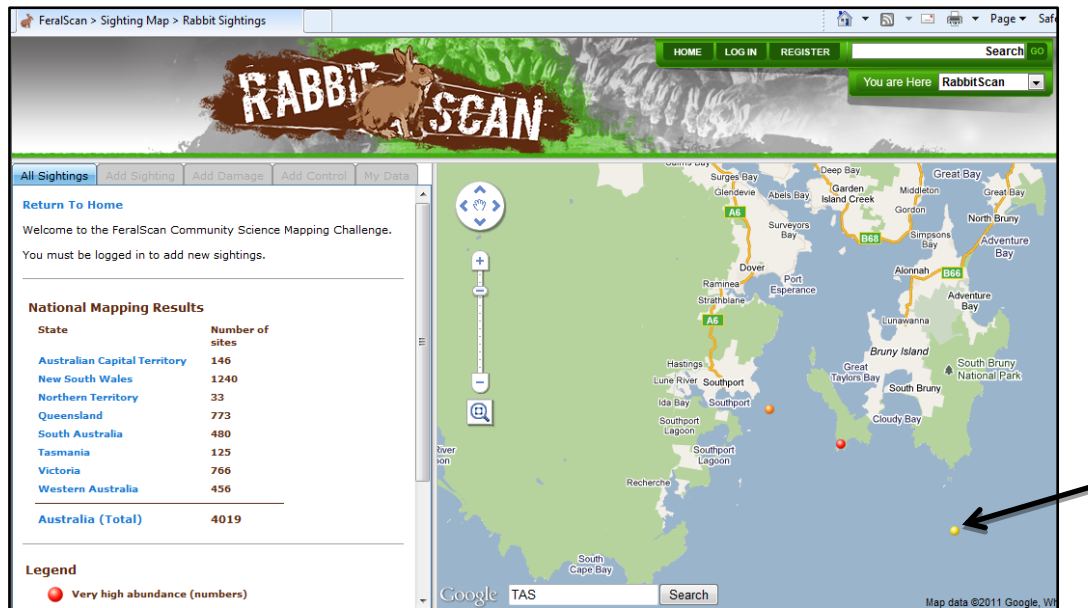 FeralScan > Sighting Map > Rabbit Sightings
Page
Safe
HOME
LOG IN
REGISTER
Search
GO
You are Here
RabbitScan
RABBIT SCAN
All Sightings
Add Sighting
Add Damage
Add Control
My Data
Return To Home
Welcome to the FeralScan Community Science Mapping Challenge.
You must be logged in to add new sightings.
National Mapping Results
State Number of sites
Australian Capital Territory 146
New South Wales 1240
Northern Territory 33
Queensland 773
South Australia 480
Tasmania 125
Victoria 766
Western Australia 456
Australia (Total) 4019
Legend
Very high abundance (numbers)
Surges Bay
Glendevie
Abels Bay
Deep Bay
Garden Island Creek
Middleton
Great Bay
Great Bay
Gordon
North Bruny
A6
Surveyors Bay
B68
Simpsons Bay
Adventure Bay
Dover
Port Esperance
Alonnah
B66
Raminea
Strathblane
Adventure Bay
A6
Lunawanna
Bruny Island
Hastings
Great Taylors Bay
South Bruny National Park
Lune River
Southport
South Bruny
Ida Bay
Southport
Southport Lagoon
Cloudy Bay
Southport Lagoon
Recherche
South Cape Bay
Google
TAS
Search
Map data ©2011 Google, Wh